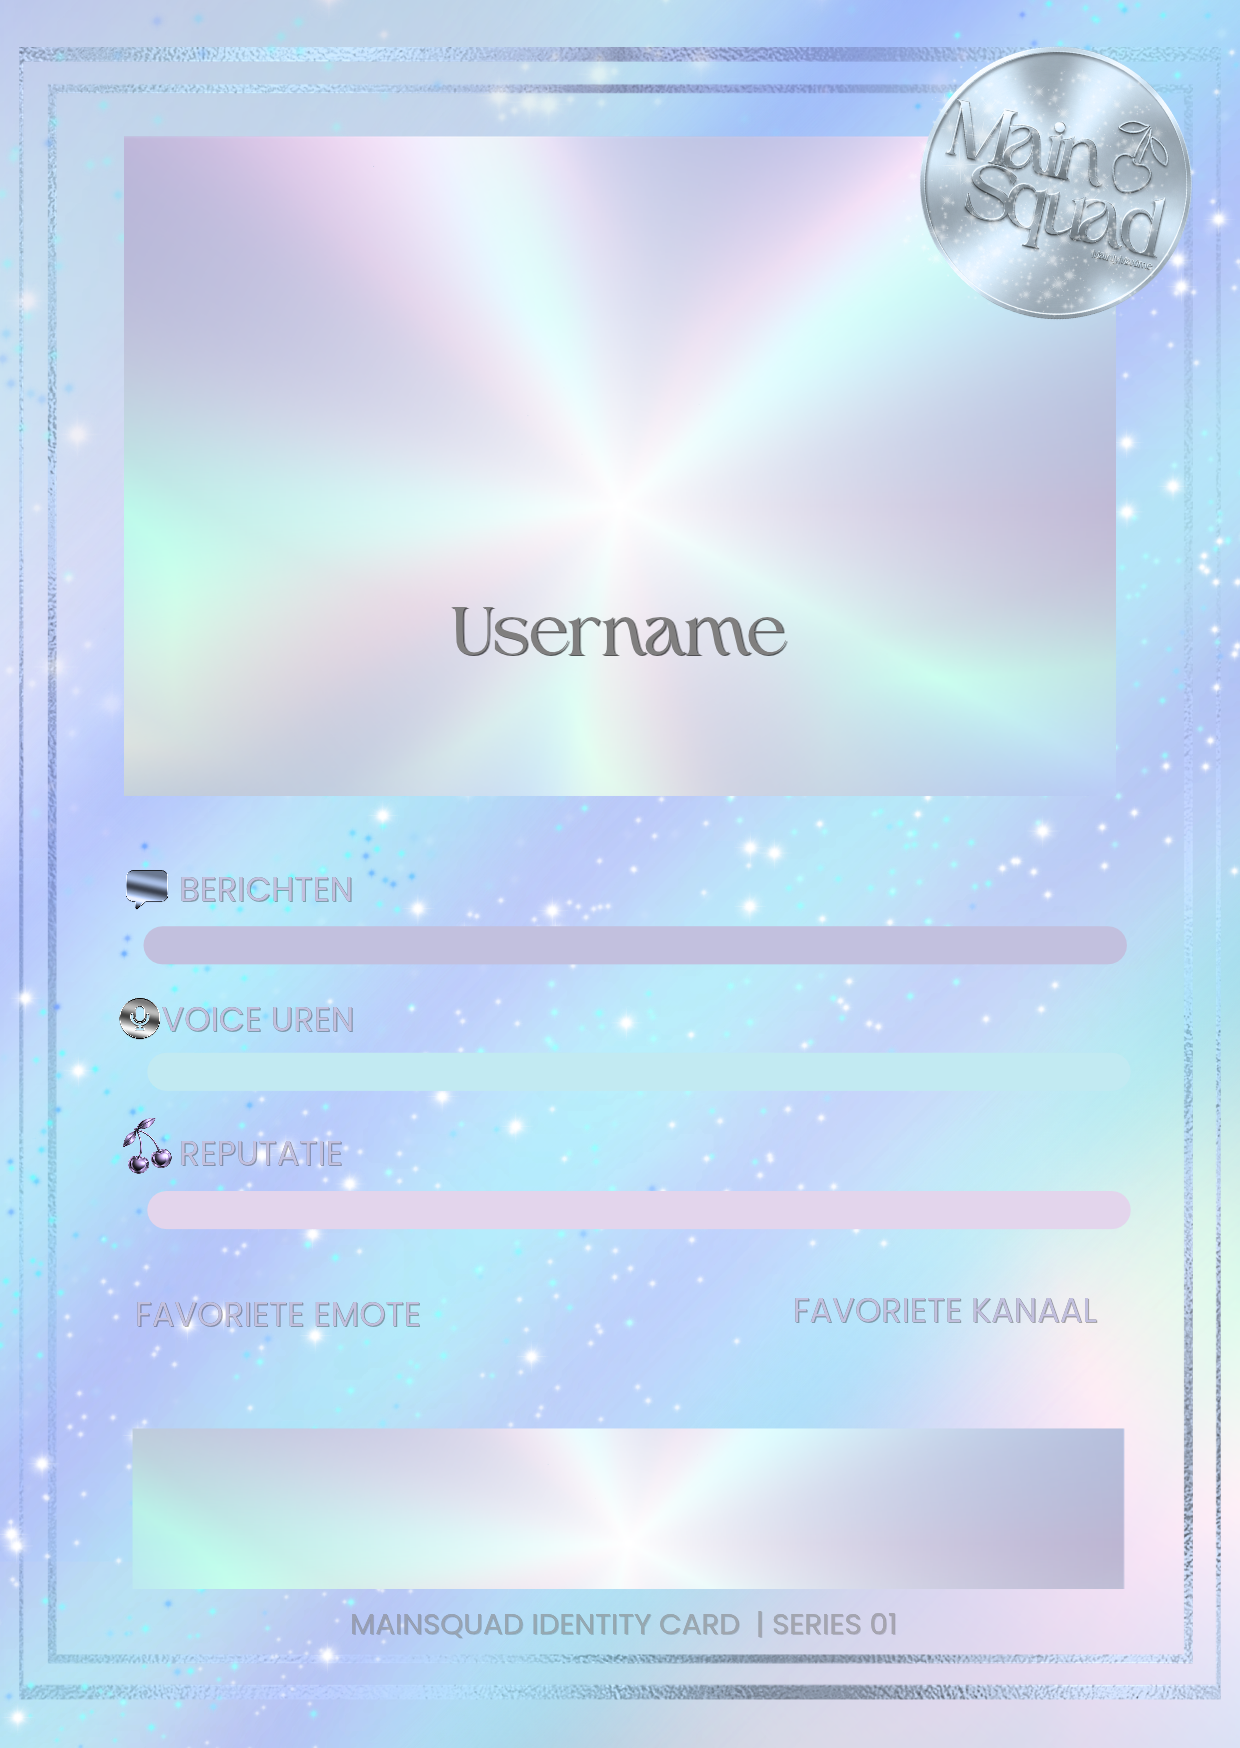 Main
Squad
Username
BERICHTEN
VOICE UREN
REPUTATIE
FAVORIETE EMOTE
FAVORIETE KANAAL
MAINSQUAD IDENTITY CARD | SERIES 01